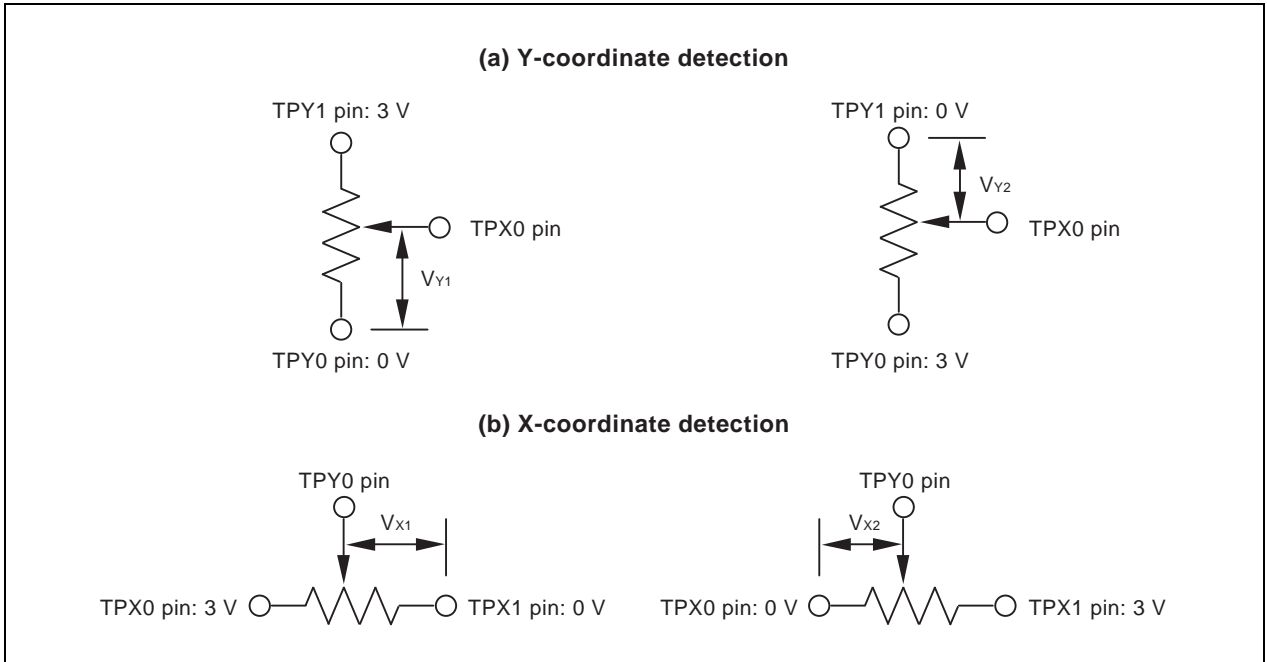 (a) Y-coordinate detection
TPY1 pin: 3 V
TPY1 pin: 0 V
VY2
TPX0 pin
TPX0 pin
VY1
TPY0 pin: 0 V
TPY0 pin: 3 V
(b) X-coordinate detection
TPY0 pin
TPY0 pin
VX1
VX2
TPX0 pin: 3 V
TPX1 pin: 0 V
TPX0 pin: 0 V
TPX1 pin: 3 V